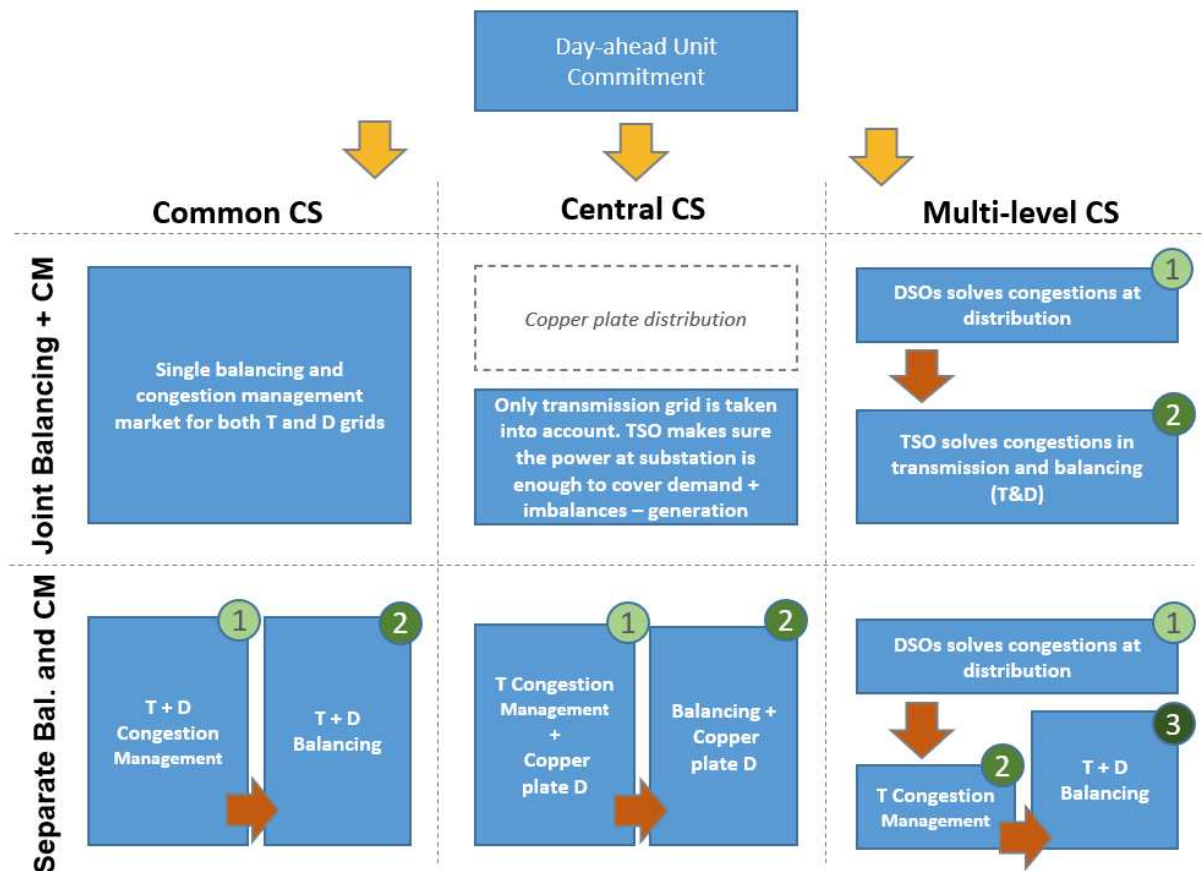 Day-ahead Unit
Commitment
Common CS
Central CS
Multi-level CS
Joint Balancing + CM
Single balancing and
congestion management
market for both T and D grids
Copper plate distribution
Only transmission grid is taken
into account. TSO makes sure
the power at substation is
enough to cover demand +
imbalances – generation
1
DSOs solves congestions at
distribution
2
TSO solves congestions in
transmission and balancing
(T&D)
Separate Bal. and CM
1
T + D
Congestion
Management
2
T + D
Balancing
1
T Congestion
Management
+
Copper
plate D
2
Balancing +
Copper
plate D
1
DSOs solves congestions at
distribution
2
T Congestion
Management
3
T + D
Balancing